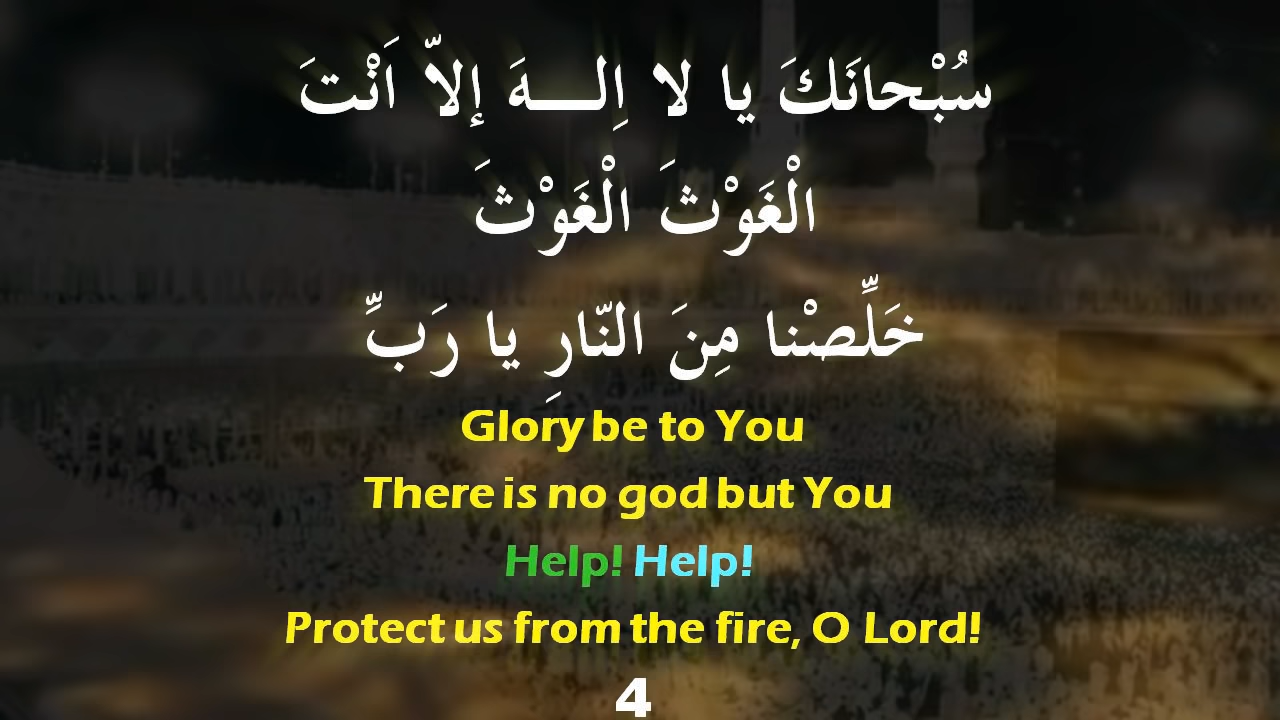 سُبْحانَكَ يا لا اِلـــهَ إلاّ اَنْتَ
الْغَوْثَ الْغَوْثَ
خَلِّصْنا مِنَ النّارِ يا رَبِّ
Glory be to You
There is no god but You
Help! Help!
Protect us from the fire, O Lord!
4